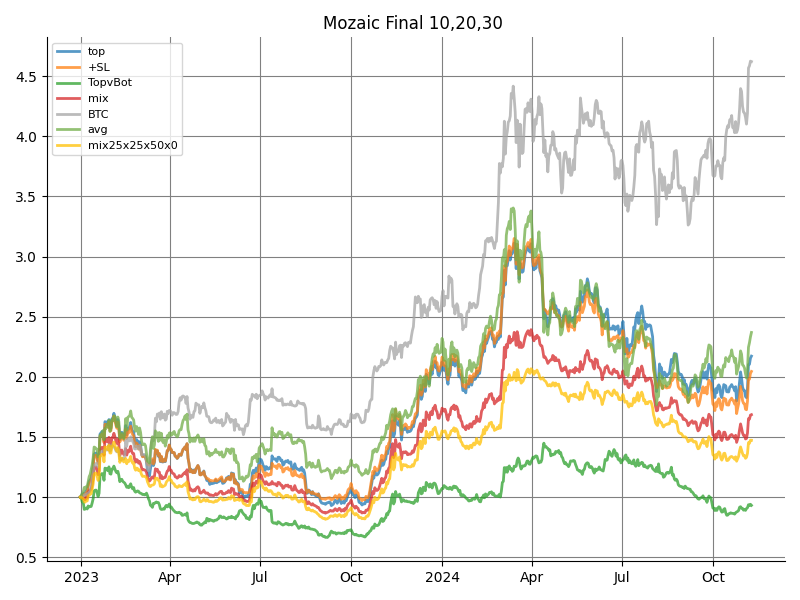 Mozaic Final 10,20,30
top
+SL
TopvBot
mix
BTC
avg
mix25x25x50x0
4.5
4.0
3.5
3.0
2.5
2.0
1.5
1.0
0.5
2023
Apr
Jul
Oct
2024
Apr
Jul
Oct